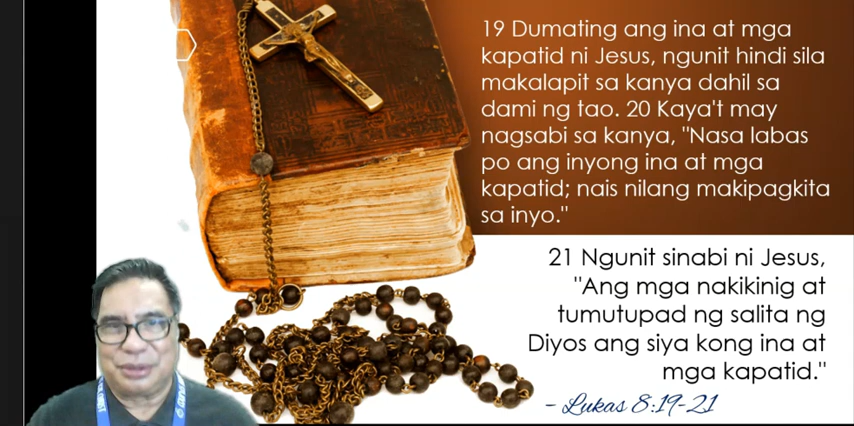 19 Dumating ang ina at mga
kapatid ni Jesus, ngunit hindi sila
makalapit sa kanya dahil sa
dami ng tao. 20 Kaya't may
nagsabi sa kanya, "Nasa labas
po ang inyong ina at mga
kapatid; nais nilang makipagkita
sa inyo."
21 Ngunit sinabi ni Jesus,
"Ang mga nakikinig at
tumutupad ng salita ng
Diyos ang siya kong ina at
mga kapatid."
– Lukas 8:19-21